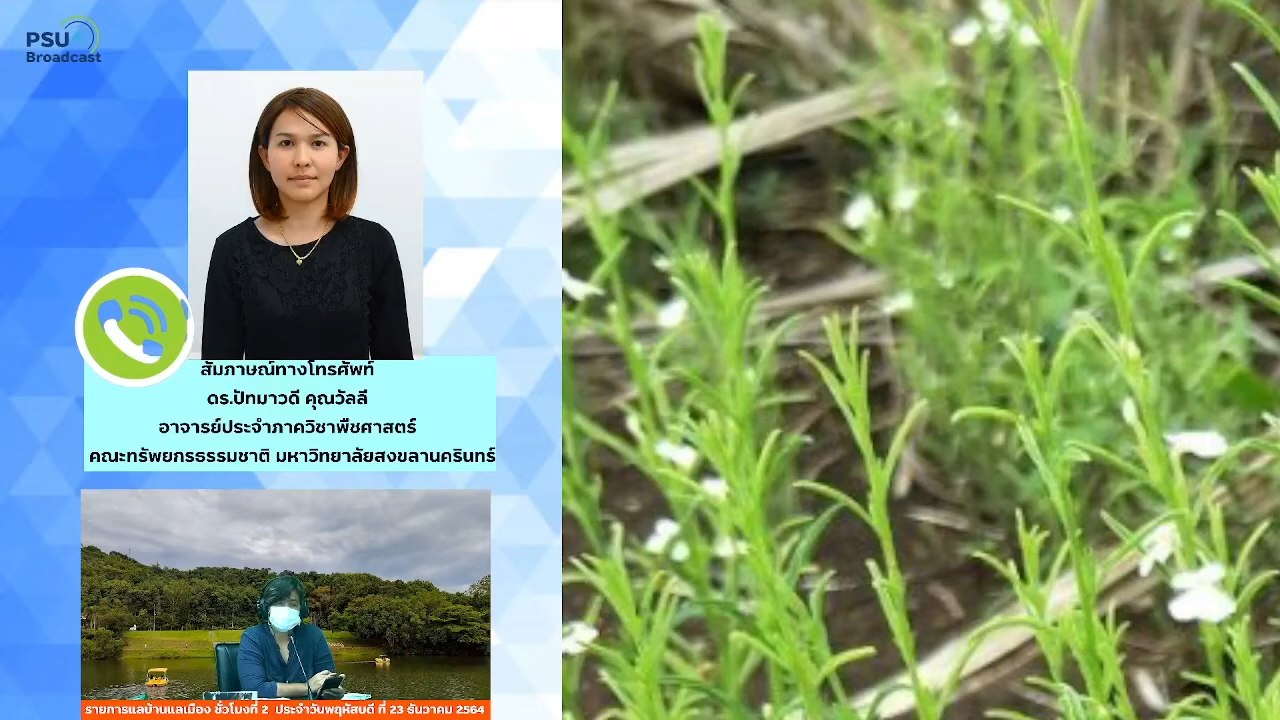 PSU
Broadcast
สัมภาษณ์ทางโทรศัพท์
ดร.ปัทมาวดี คุณวัลลี
อาจารย์ประจำภาควิชาพืชศาสตร์
คณะทรัพยกรธรรมชาติ มหาวิทยาลัยสงขลานครินทร์
รายการแลบ้านแลเมือง ชั่วโมงที่ 2 ประจำวันพฤหัสบดี ที่ 23 ธันวาคม 2564